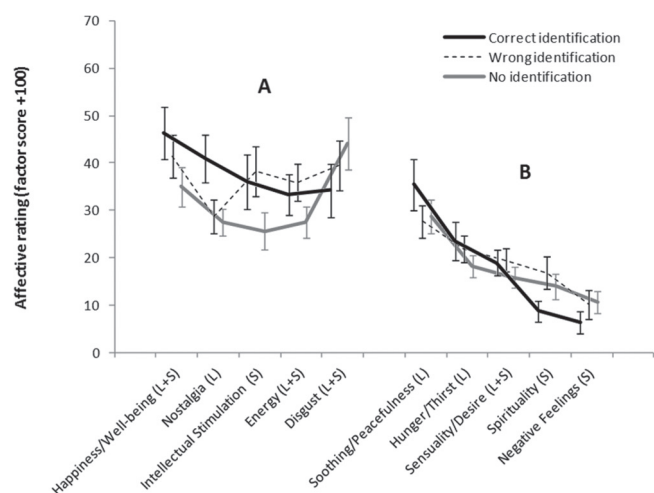 70
60
50
40
30
20
10
0
Affective rating (factor score +100)
Correct identification
Wrong identification
No identification
A
B
Happiness/Well-being (L+S)
Nostalgia (L)
Intellectual Stimulation (S)
Energy (L+S)
Disgust (L+S)
Soothing/Peacefulness (L)
Hunger/Thirst (L)
Sensuality/Desire (L+S)
Spirituality (S)
Negative Feelings (S)